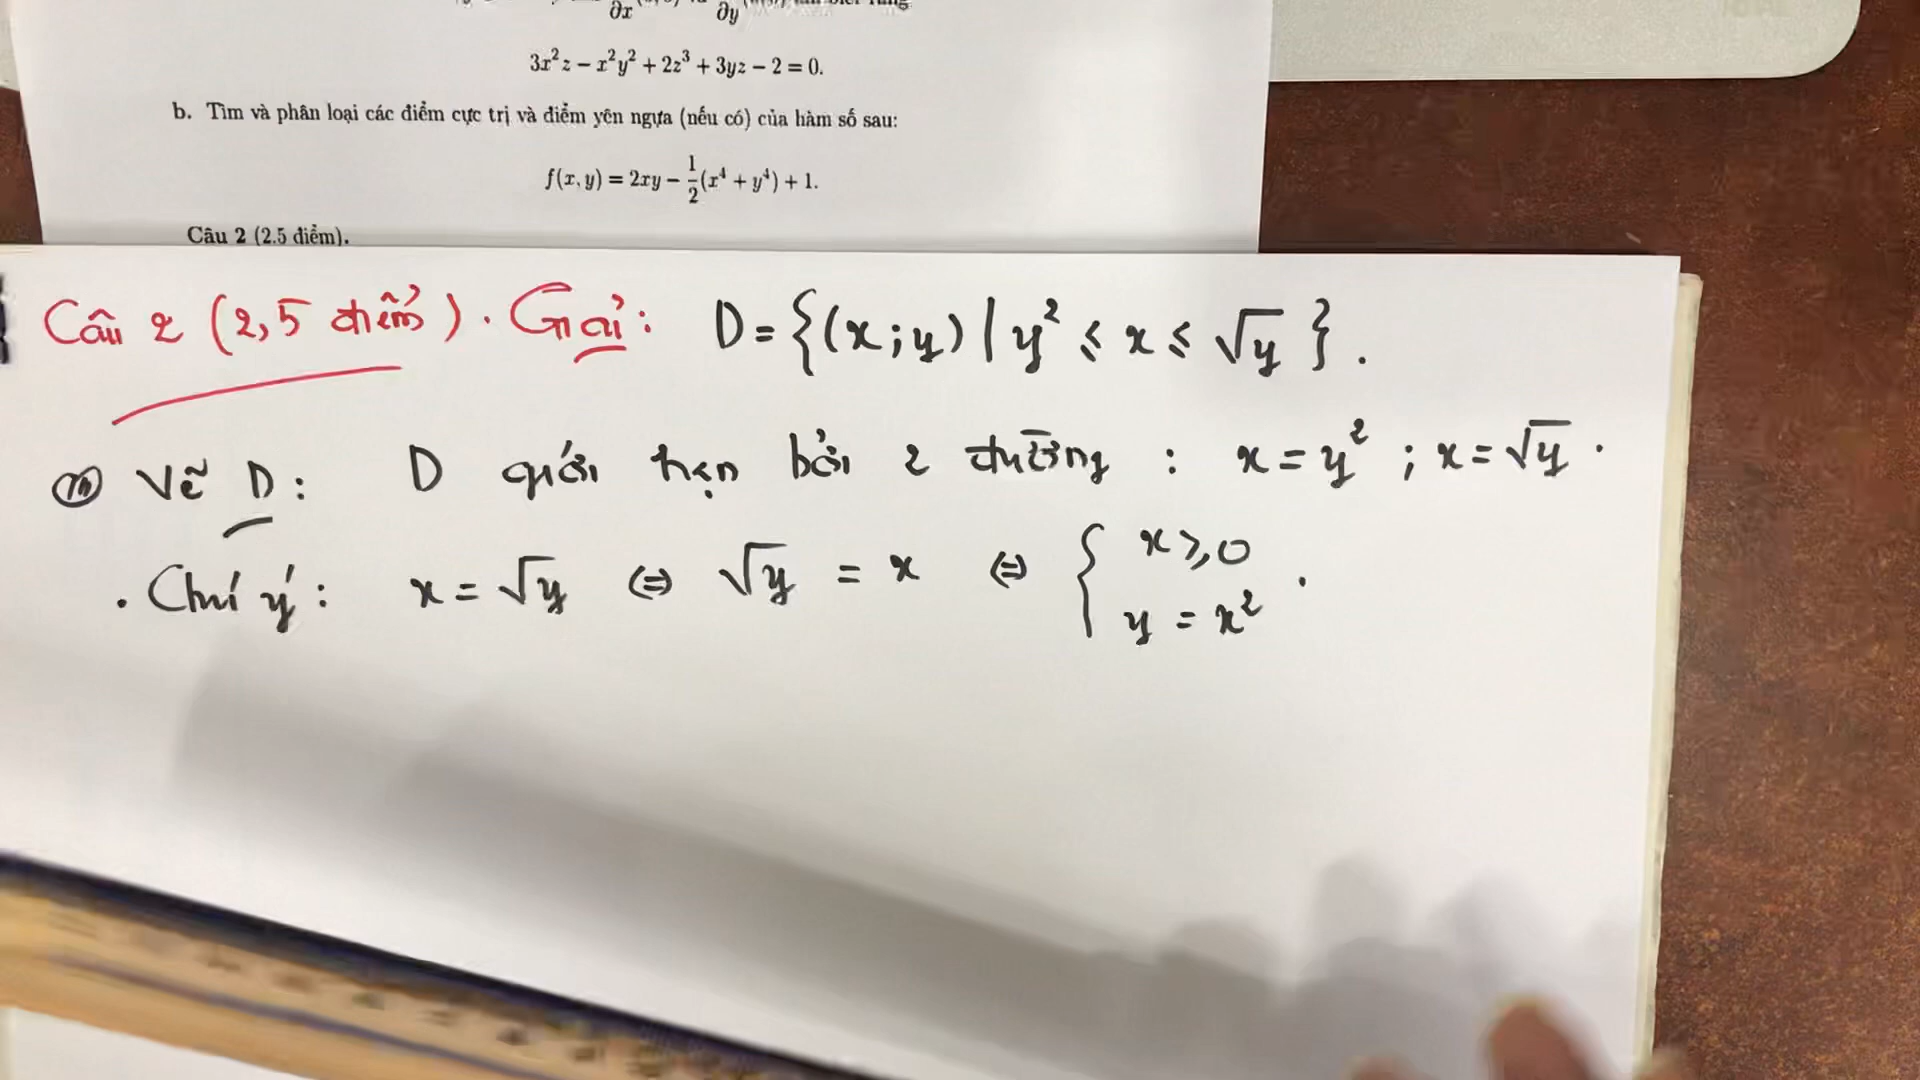 ∂x ∂y
3x²z − x²y² + 2z³ + 3yz − 2 = 0.
b. Tìm và phân loại các điểm cực trị và điểm yên ngựa (nếu có) của hàm số sau:
f(x, y) = 2xy − 1/2(x⁴ + y⁴) + 1.
Câu 2 (2.5 điểm).
Câu 2 (2,5 điểm). Giải: D = {(x; y) | y² ≤ x ≤ √y}.
Vẽ D: D giới hạn bởi 2 đường : x = y² ; x = √y .
. Chú ý: x = √y ⇔ √y = x ⇔ { x ≥ 0
y = x² .